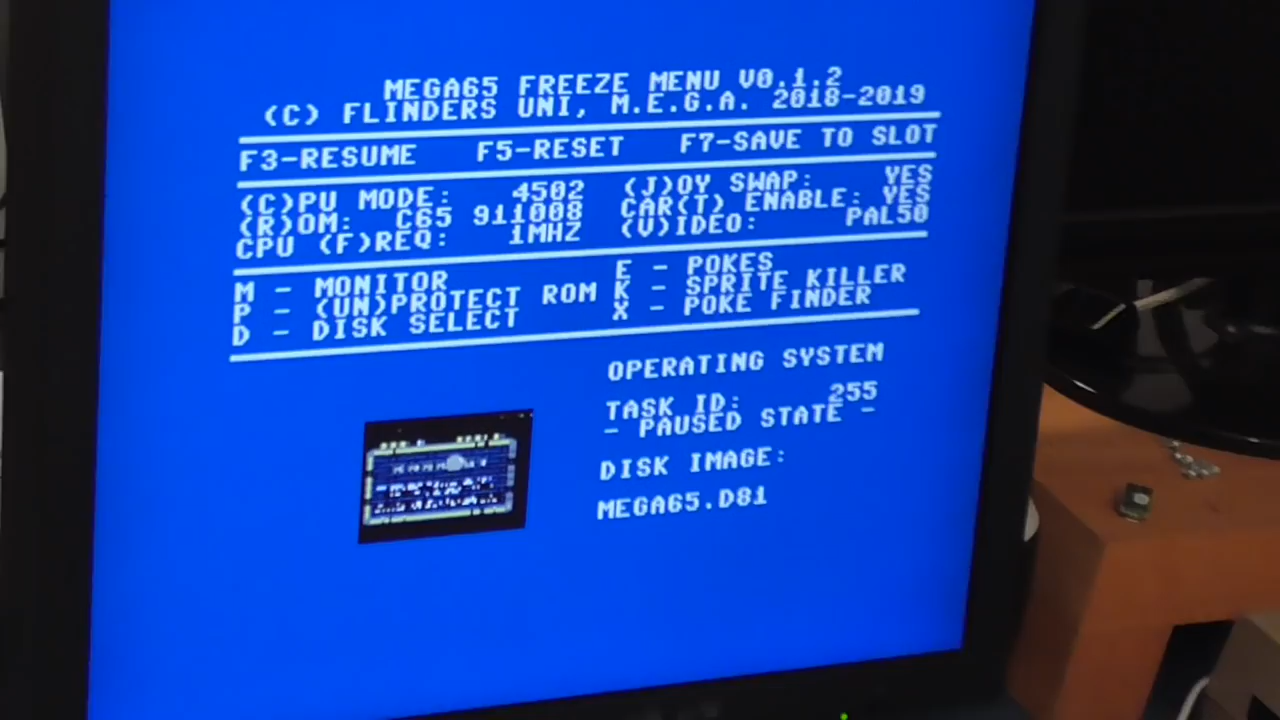 MEGA65 FREEZE MENU V0.1.2
(C) FLINDERS UNI, M.E.G.A. 2018-2019
F3-RESUME F5-RESET F7-SAVE TO SLOT
(C)PU MODE: 4502 (J)OY SWAP: YES
(R)OM: C65 911008 CAR(T) ENABLE: YES
CPU (F)REQ: 1MHZ (V)IDEO: PAL50
M - MONITOR E - POKES
P - (UN)PROTECT ROM K - SPRITE KILLER
D - DISK SELECT X - POKE FINDER
OPERATING SYSTEM
TASK ID: 255
- PAUSED STATE -
DISK IMAGE:
MEGA65.D81